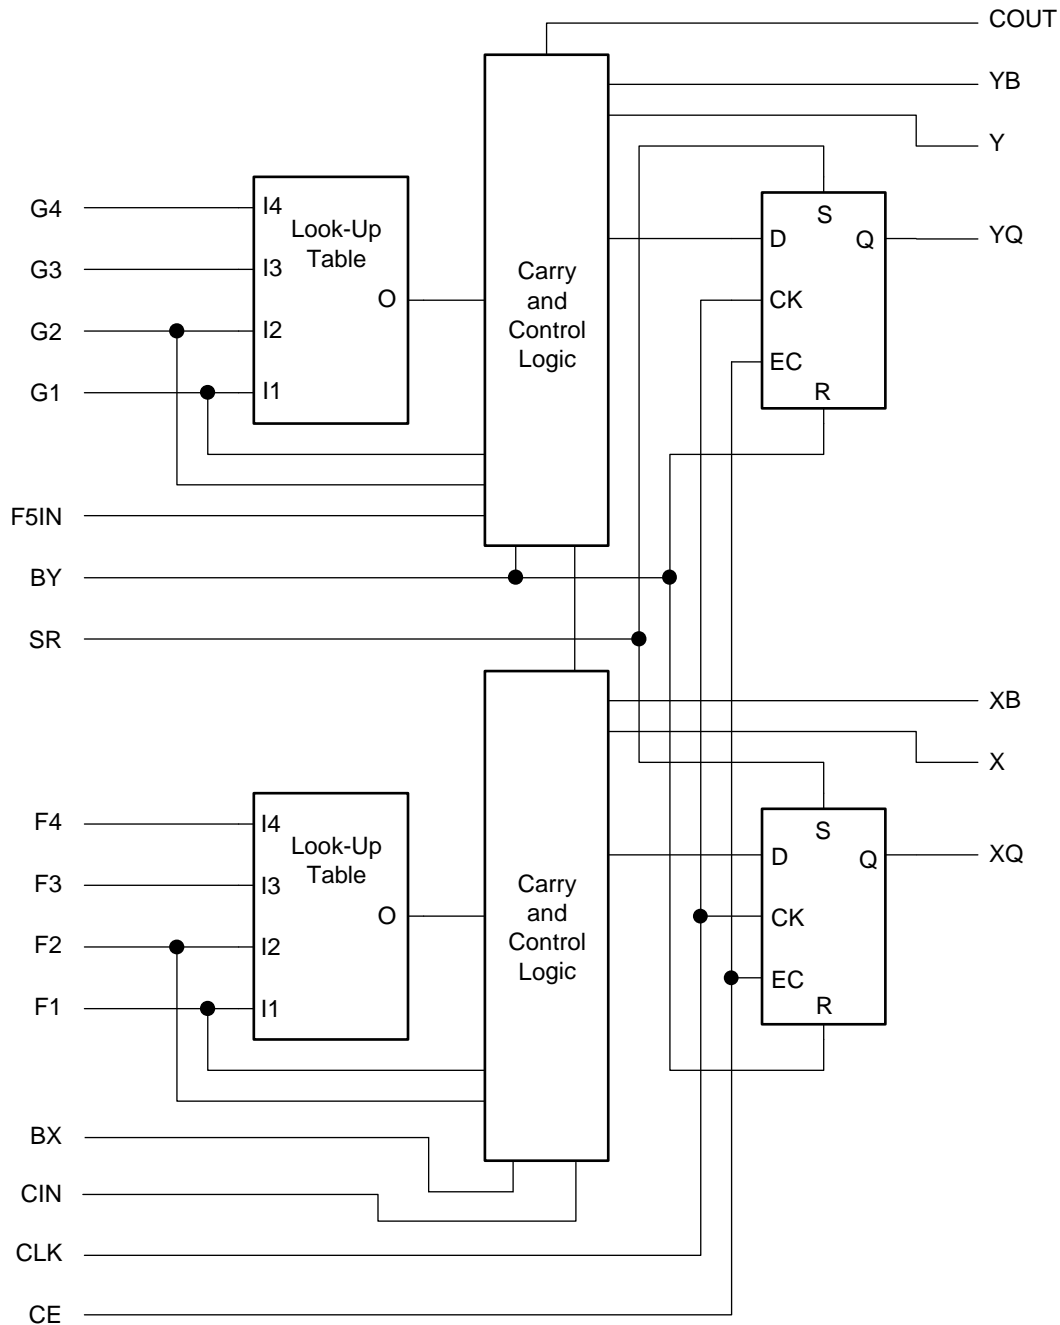 COUT
YB
Y
G4
G3
G2
G1
I4
I3
I2
I1
Look-Up
Table
O
Carry
and
Control
Logic
S
D
Q
CK
EC
R
YQ
F5IN
BY
SR
XB
X
F4
F3
F2
F1
I4
I3
I2
I1
Look-Up
Table
O
Carry
and
Control
Logic
S
D
Q
CK
EC
R
XQ
BX
CIN
CLK
CE